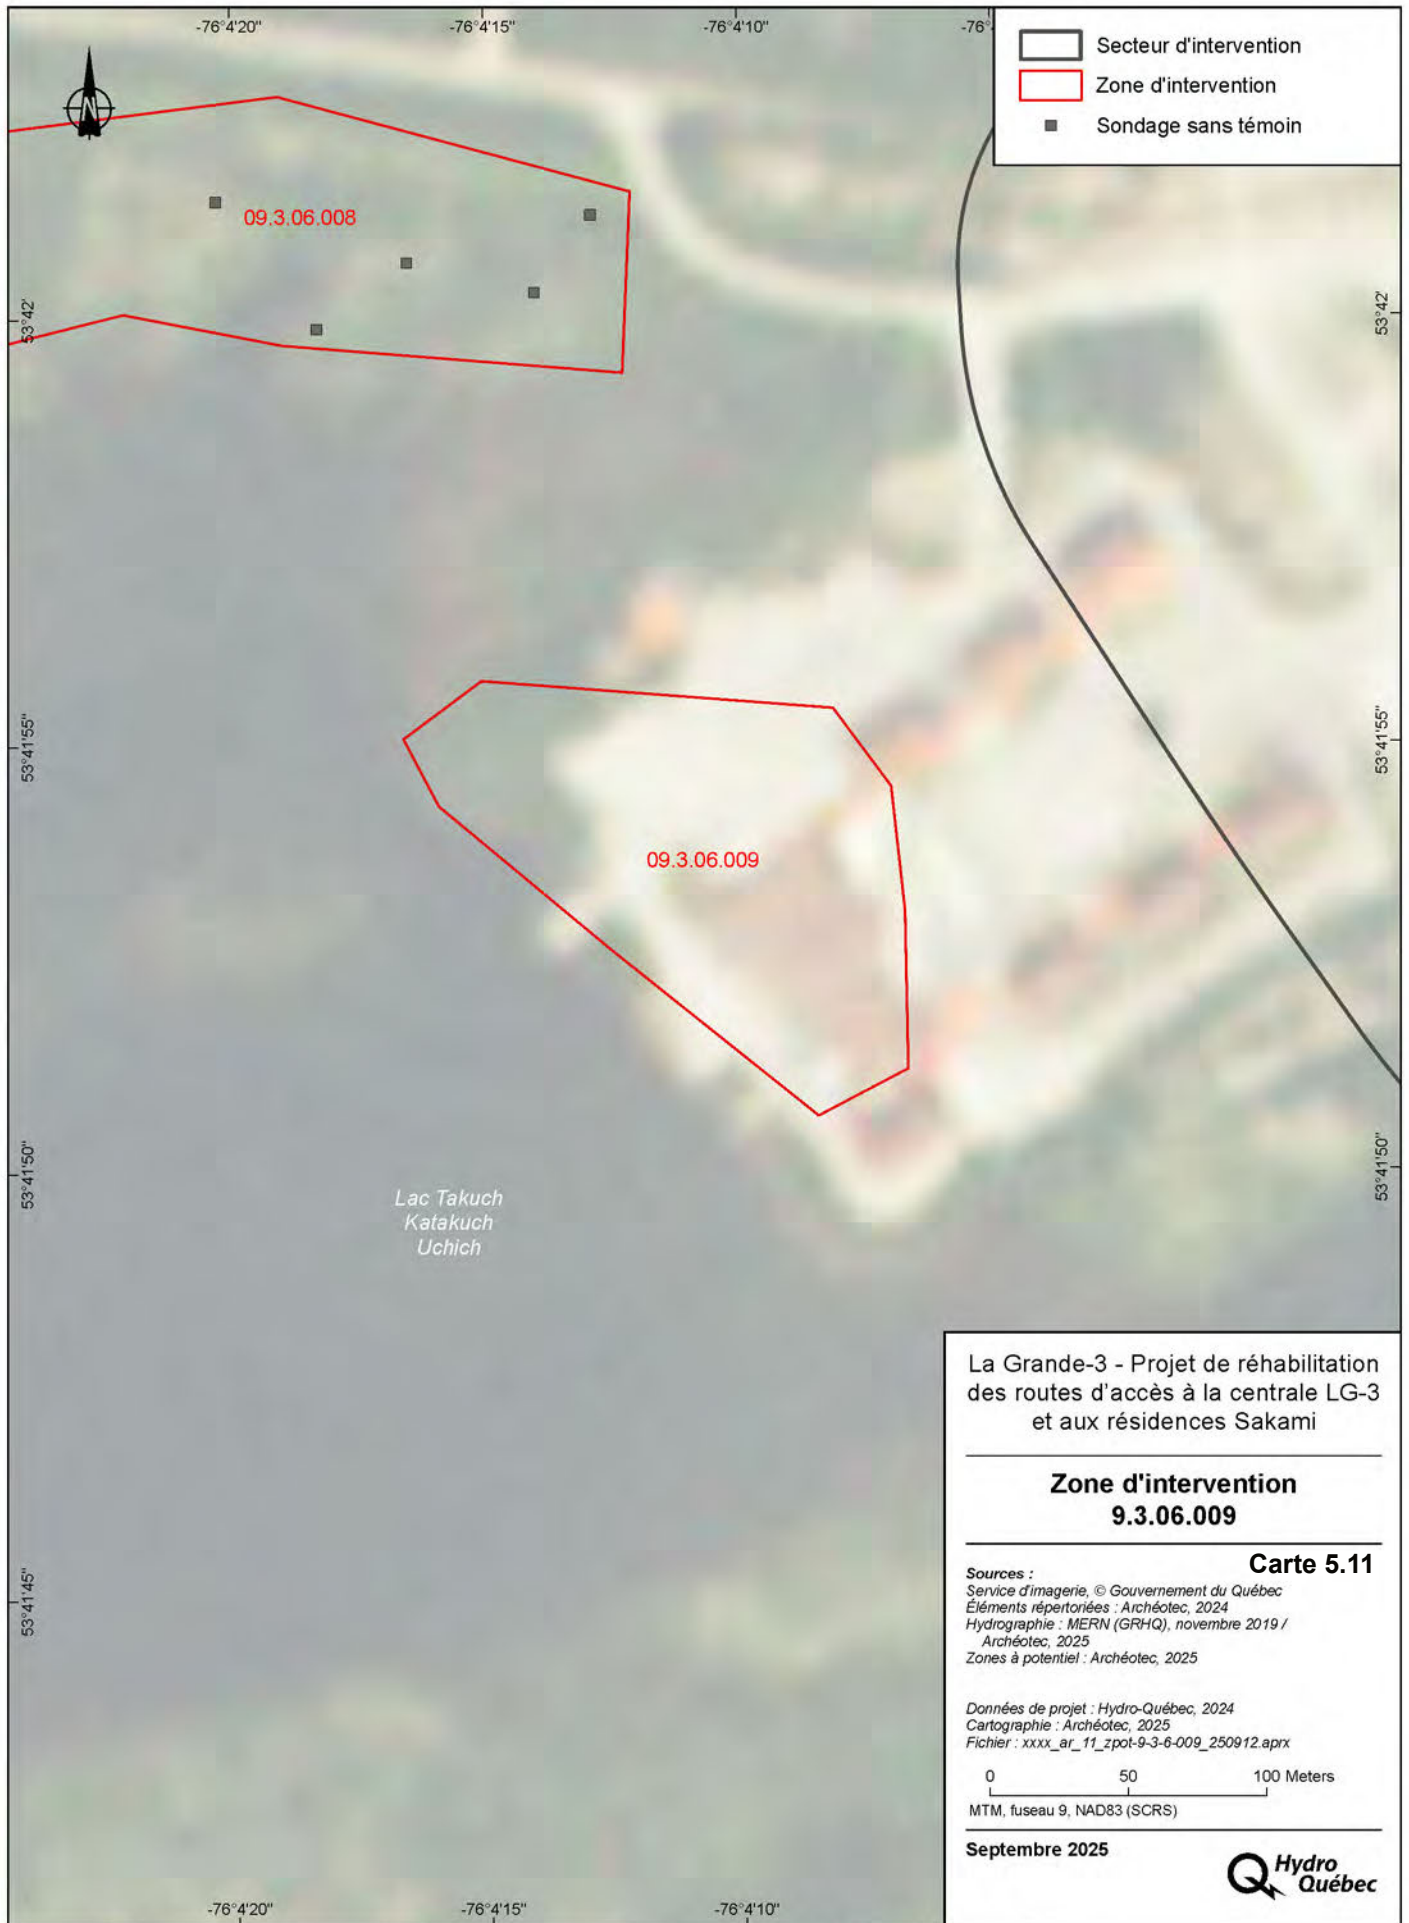 -76°4'20"
-76°4'15"
-76°4'10"
-76°
Secteur d'intervention
Zone d'intervention
Sondage sans témoin
N
09.3.06.008
53°42'
53°42'
53°41'55"
53°41'55"
09.3.06.009
53°41'50"
53°41'50"
Lac Takuch
Katakuch
Uchich
La Grande-3 - Projet de réhabilitation
des routes d'accès à la centrale LG-3
et aux résidences Sakami
Zone d'intervention
9.3.06.009
Carte 5.11
Sources :
Service d'imagerie, © Gouvernement du Québec
Éléments répertoriées : Archéotec, 2024
Hydrographie : MERN (GRHQ), novembre 2019 /
Archéotec, 2025
Zones à potentiel : Archéotec, 2025
53°41'45"
Données de projet : Hydro-Québec, 2024
Cartographie : Archéotec, 2025
Fichier : xxxx_ar_11_zpot-9-3-6-009_250912.aprx
0 50 100 Meters
MTM, fuseau 9, NAD83 (SCRS)
Septembre 2025
Hydro
Québec
-76°4'20"
-76°4'15"
-76°4'10"